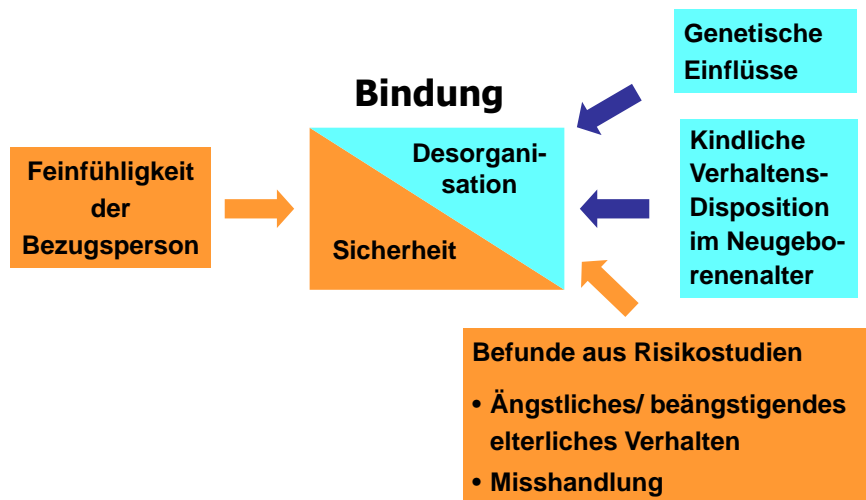 Bindung
Feinfühligkeit
der
Bezugsperson
Desorgani-
sation
Sicherheit
Genetische
Einflüsse
Kindliche
Verhaltens-
Disposition
im Neugebo-
renenalter
Befunde aus Risikostudien
• Ängstliches/ beängstigendes
elterliches Verhalten
• Misshandlung